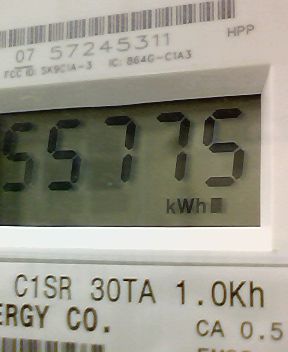 07 57245311 HPP
FCC ID: SK9C1A-3 IC: 864G-C1A3
55775
kWh
C1SR 30TA 1.0Kh
ERGY CO. CA 0.5